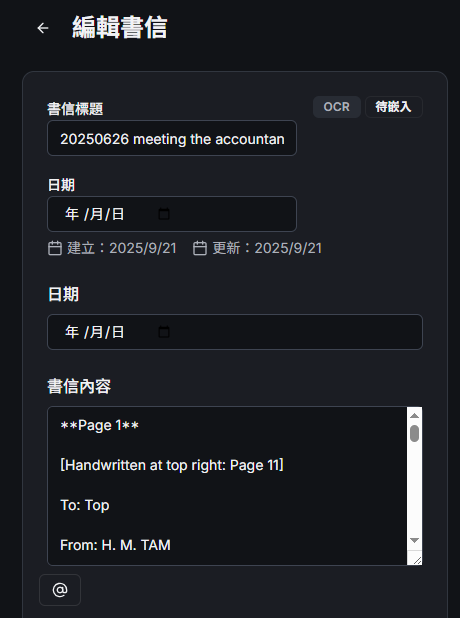 編輯書信
書信標題
OCR 待嵌入
20250626 meeting the accountan
日期
年 /月/日
建立：2025/9/21 更新：2025/9/21
日期
年 /月/日
書信內容
**Page 1**
[Handwritten at top right: Page 11]
To: Top
From: H. M. TAM
@